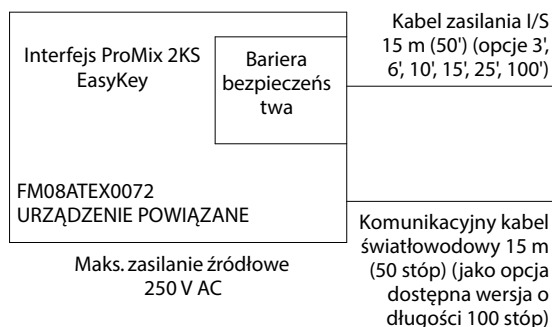 Interfejs ProMix 2KS
EasyKey
Bariera
bezpieczeńs
twa
FM08ATEX0072
URZĄDZENIE POWIĄZANE
Maks. zasilanie źródłowe
250 V AC
Kabel zasilania I/S
15 m (50') (opcje 3',
6', 10', 15', 25', 100')
Komunikacyjny kabel
światłowodowy 15 m
(50 stóp) (jako opcja
dostępna wersja o
długości 100 stóp)